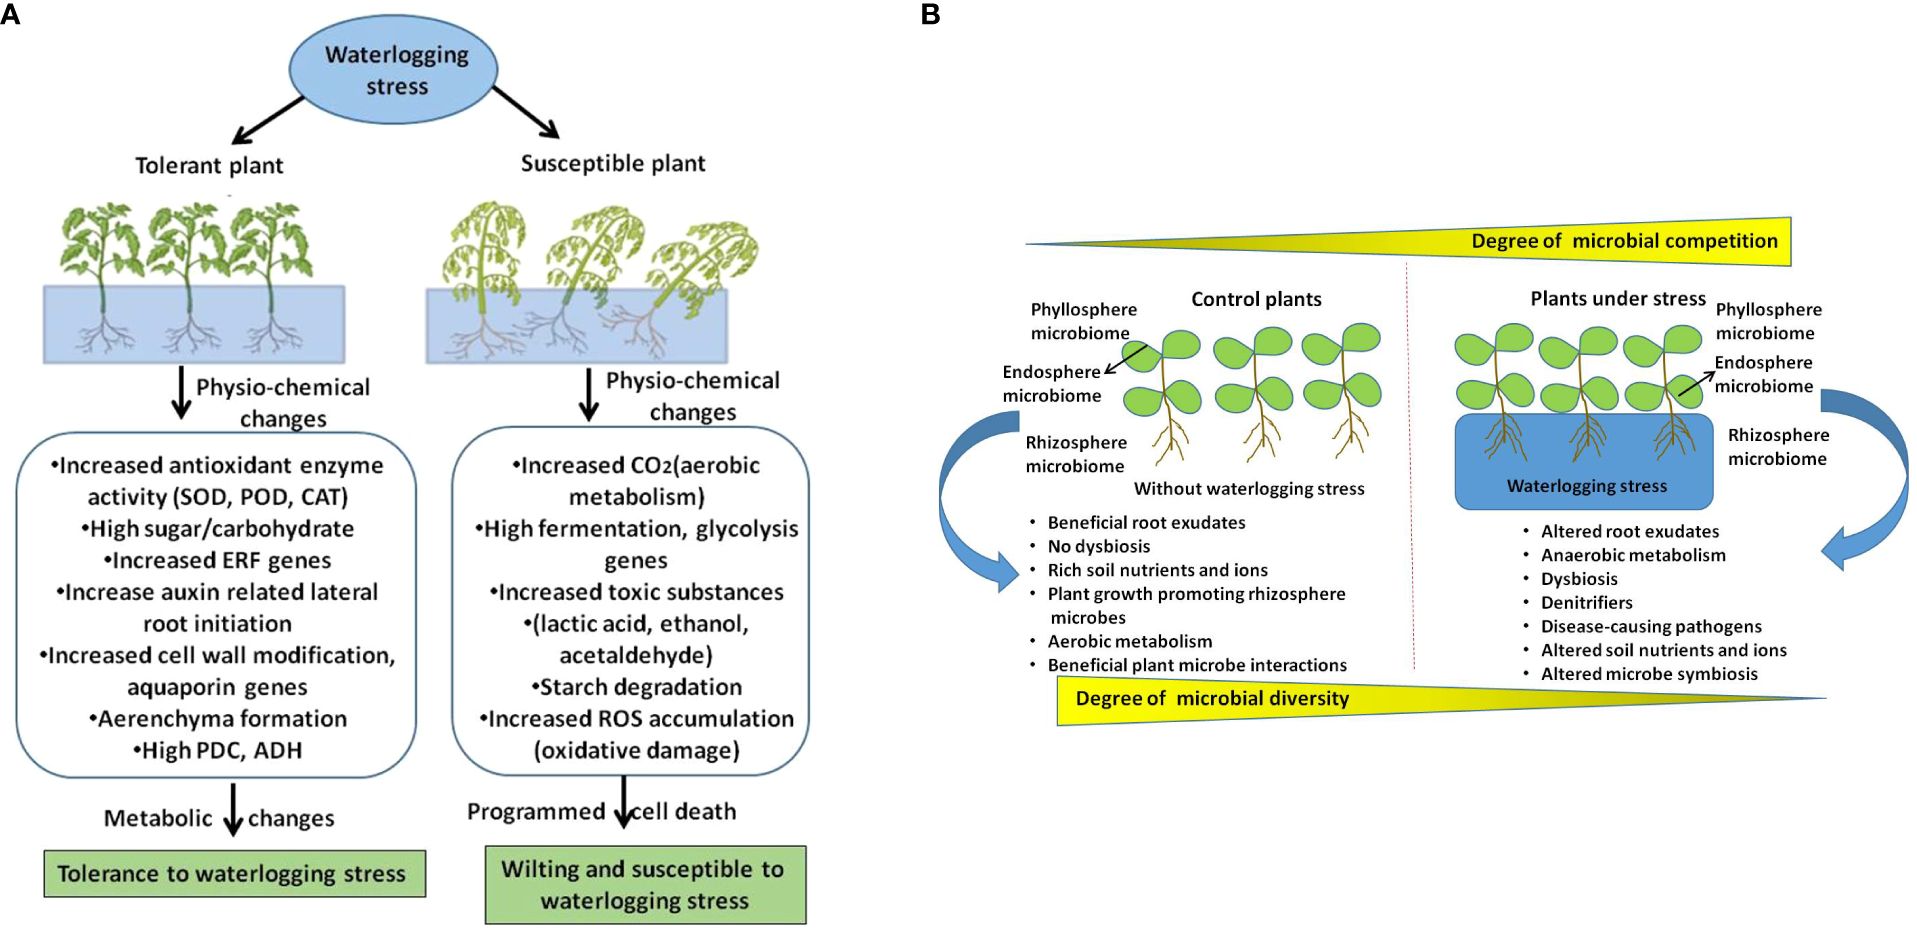 A
Waterlogging
stress
Tolerant plant
Susceptible plant
Physio-chemical
changes
Physio-chemical
changes
•Increased antioxidant enzyme
activity (SOD, POD, CAT)
•High sugar/carbohydrate
•Increased ERF genes
•Increase auxin related lateral
root initiation
•Increased cell wall modification,
aquaporin genes
•Aerenchyma formation
•High PDC, ADH
•Increased CO2(aerobic
metabolism)
•High fermentation, glycolysis
genes
•Increased toxic substances
•(lactic acid, ethanol,
acetaldehyde)
•Starch degradation
•Increased ROS accumulation
(oxidative damage)
Metabolic changes
Programmed cell death
Tolerance to waterlogging stress
Wilting and susceptible to
waterlogging stress
B
Degree of microbial competition
Control plants
Phyllosphere
microbiome
Endosphere
microbiome
Rhizosphere
microbiome
Without waterlogging stress
• Beneficial root exudates
• No dysbiosis
• Rich soil nutrients and ions
• Plant growth promoting rhizosphere
microbes
• Aerobic metabolism
• Beneficial plant microbe interactions
Plants under stress
Phyllosphere
microbiome
Endosphere
microbiome
Rhizosphere
microbiome
Waterlogging stress
• Altered root exudates
• Anaerobic metabolism
• Dysbiosis
• Denitrifiers
• Disease-causing pathogens
• Altered soil nutrients and ions
• Altered microbe symbiosis
Degree of microbial diversity